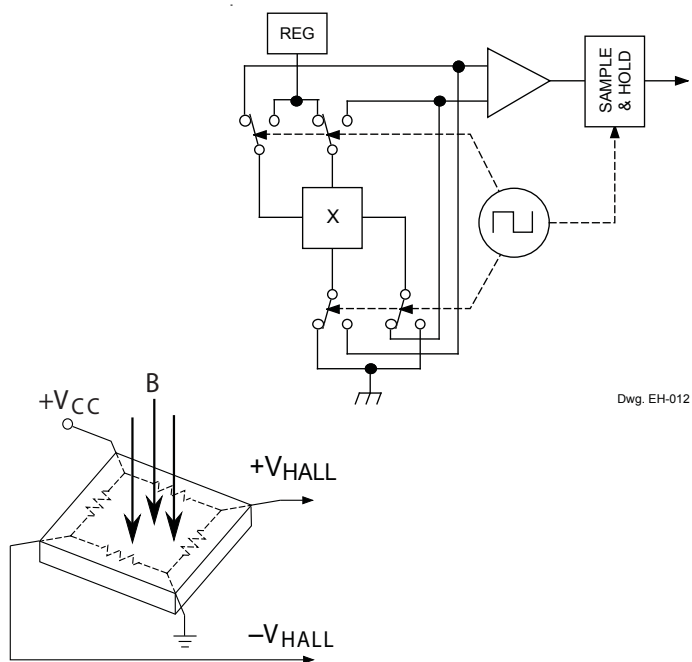 REG
SAMPLE
& HOLD
X
Dwg. EH-012
+VCC
B
+VHALL
–VHALL